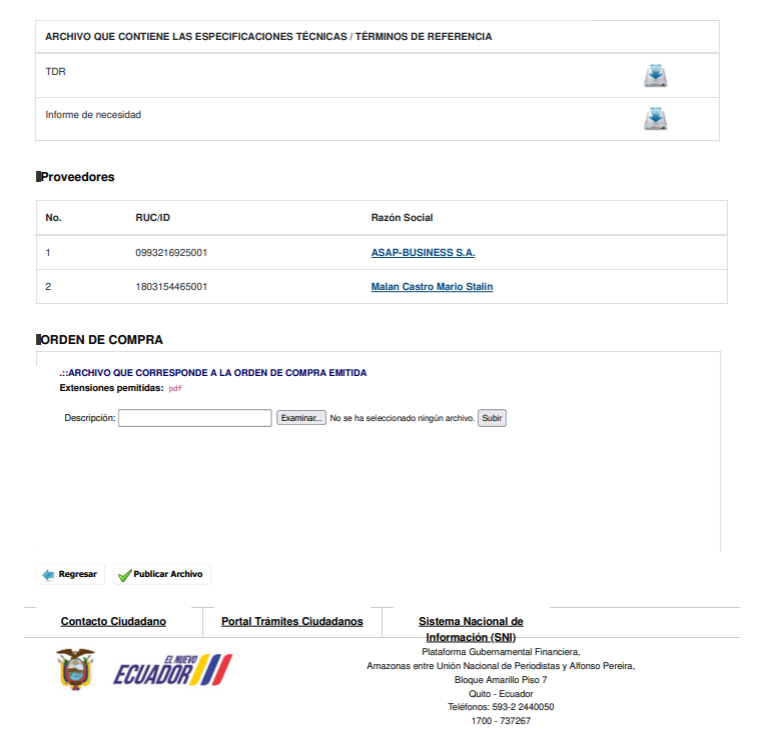 ARCHIVO QUE CONTIENE LAS ESPECIFICACIONES TÉCNICAS / TÉRMINOS DE REFERENCIA
TDR
Informe de necesidad
Proveedores
No. RUC/ID Razón Social
1 0993216925001 ASAP-BUSINESS S.A.
2 1803154465001 Malan Castro Mario Stalin
ORDEN DE COMPRA
.::ARCHIVO QUE CORRESPONDE A LA ORDEN DE COMPRA EMITIDA
Extensiones pemitidas: pdf
Descripción: Examinar... No se ha seleccionado ningún archivo. Subir
Regresar Publicar Archivo
Contacto Ciudadano Portal Trámites Ciudadanos Sistema Nacional de
Información (SNI)
EL NUEVO
ECUADOR
Plataforma Gubernamental Financiera,
Amazonas entre Unión Nacional de Periodistas y Alfonso Pereira,
Bloque Amarillo Piso 7
Quito - Ecuador
Teléfonos: 593-2 2440050
1700 - 737267